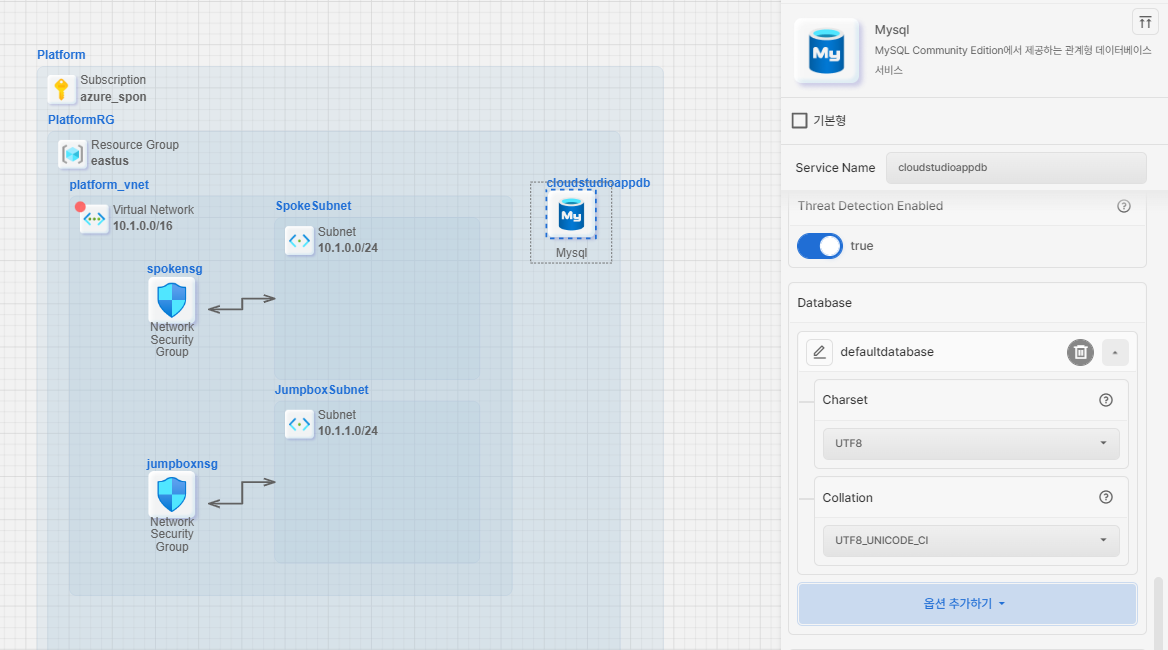 Platform
Subscription
azure_spon
PlatformRG
Resource Group
eastus
platform_vnet
Virtual Network
10.1.0.0/16
SpokeSubnet
Subnet
10.1.0.0/24
cloudstudioappdb
My
Mysql
spokensg
Network
Security
Group
JumpboxSubnet
Subnet
10.1.1.0/24
jumpboxnsg
Network
Security
Group
My
Mysql
MySQL Community Edition에서 제공하는 관계형 데이터베이스
서비스
기본형
Service Name
cloudstudioappdb
Threat Detection Enabled
?
true
Database
defaultdatabase
Charset
?
UTF8
Collation
?
UTF8_UNICODE_CI
옵션 추가하기